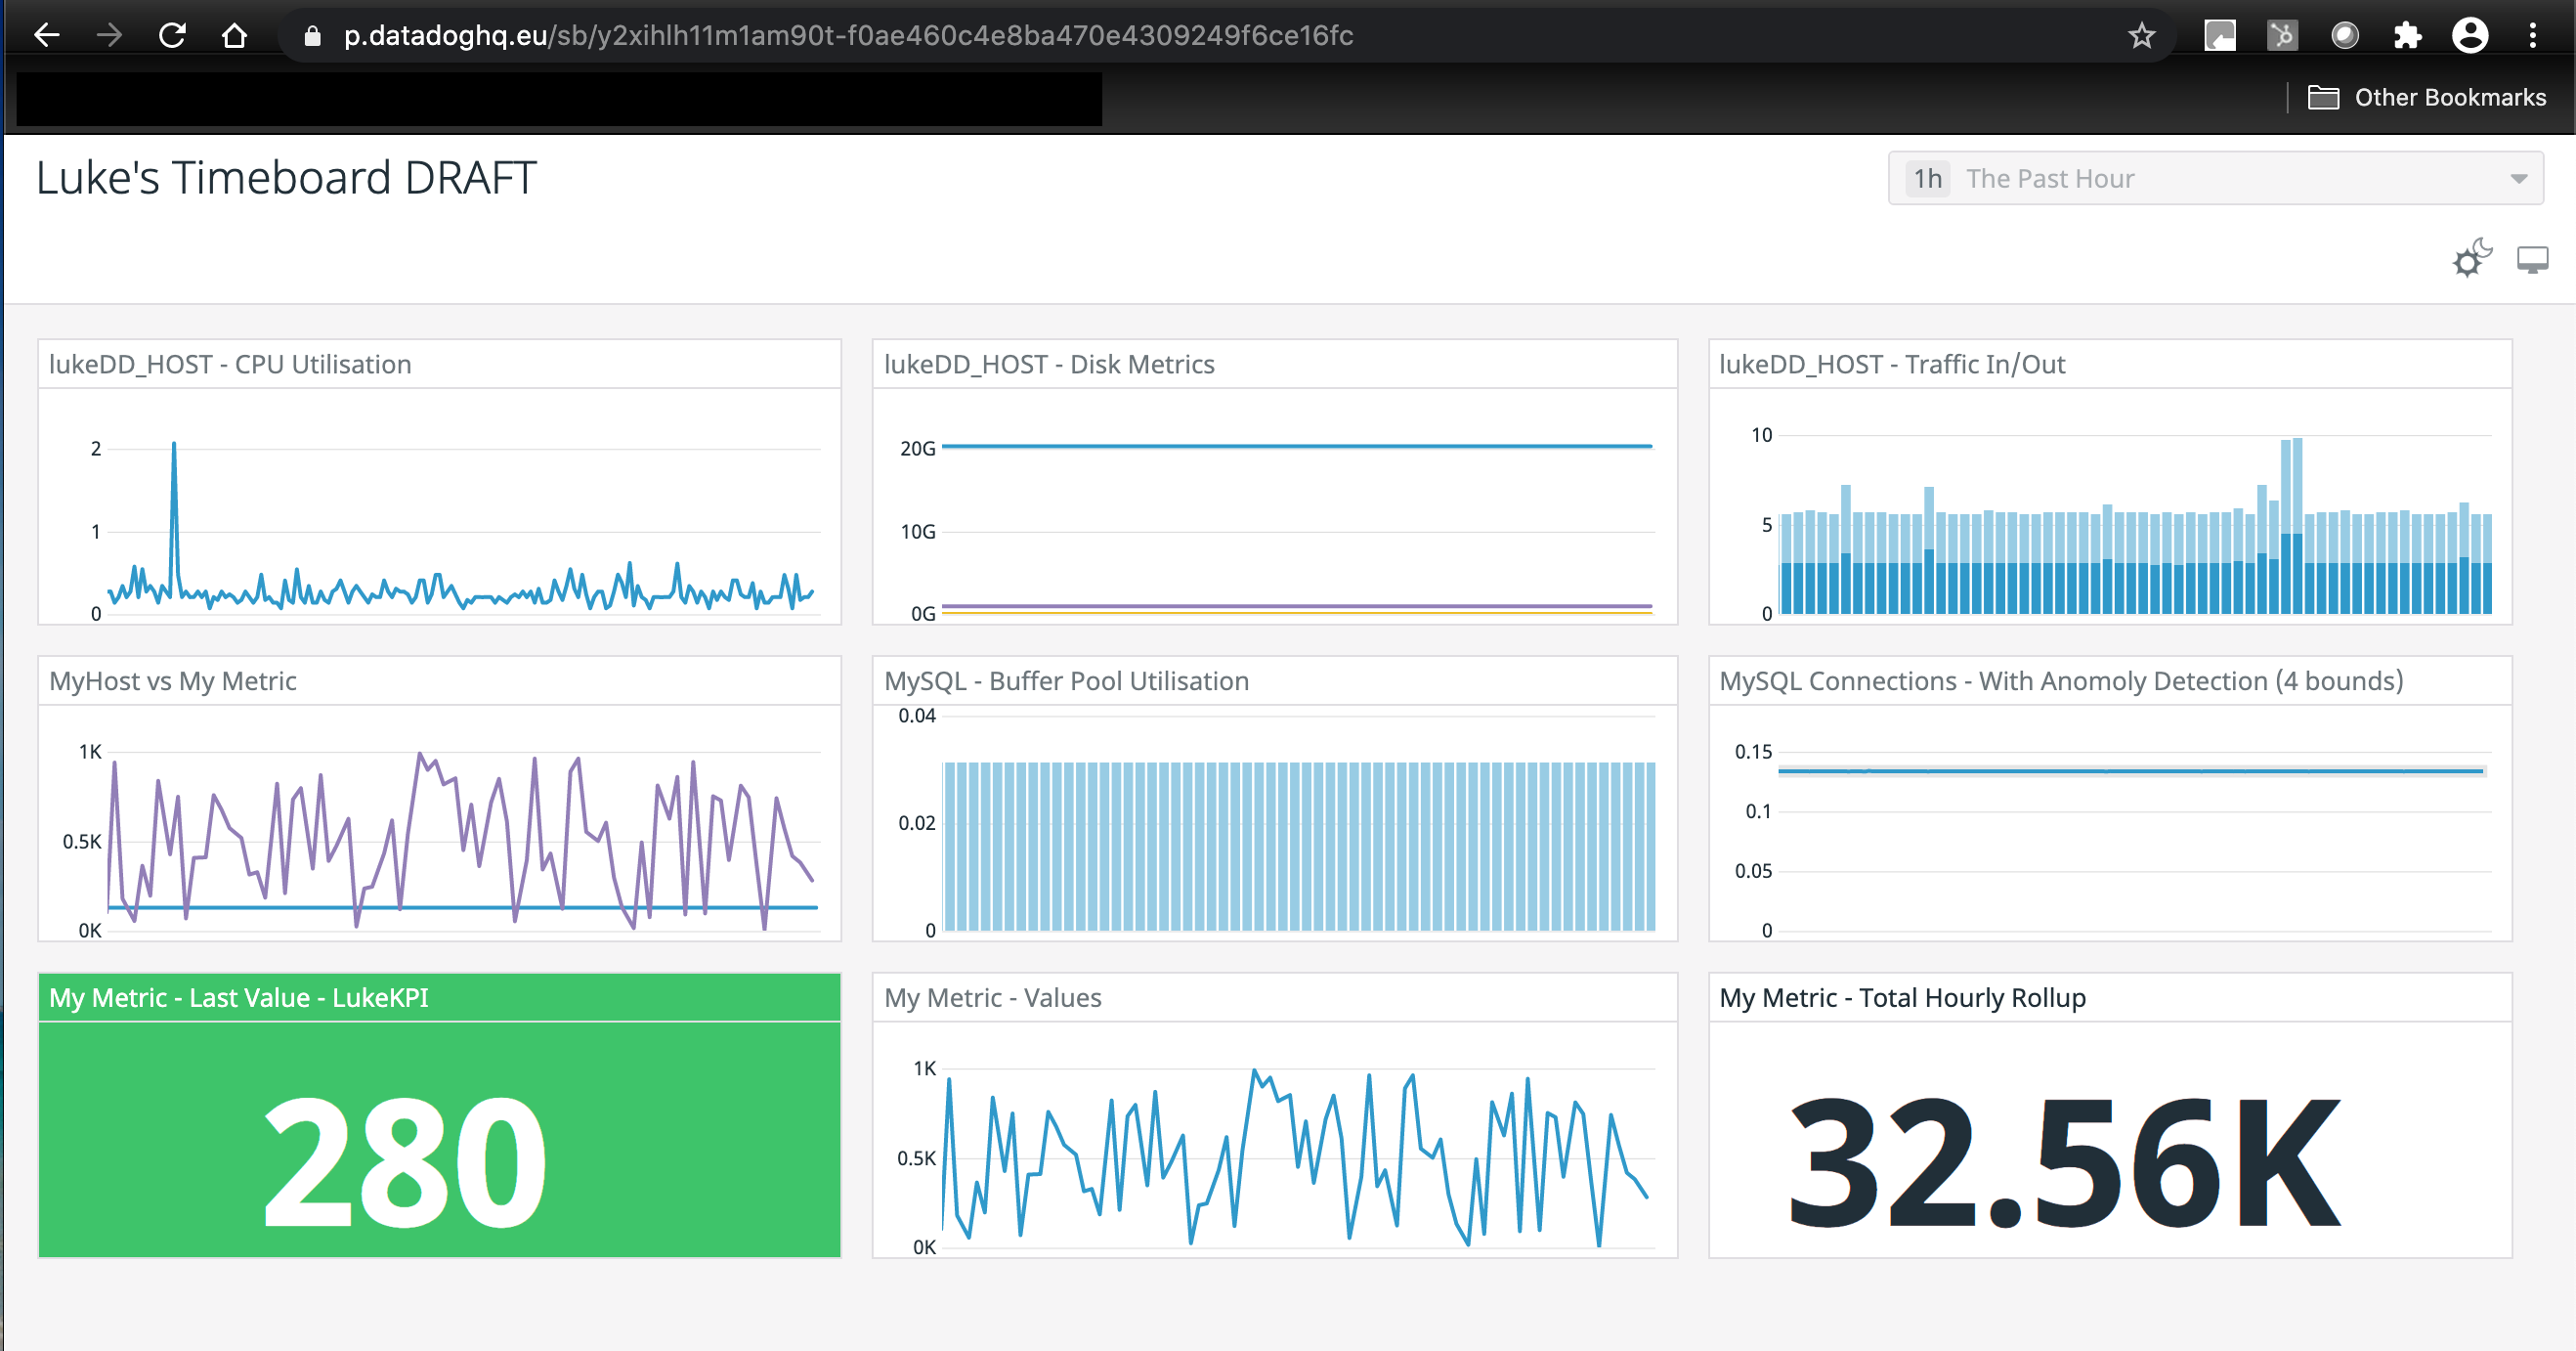 p.datadoghq.eu/sb/y2xihlh11m1am90t-f0ae460c4e8ba470e4309249f6ce16fc
Other Bookmarks
Luke's Timeboard DRAFT
1h The Past Hour
lukeDD_HOST - CPU Utilisation
2
1
0
lukeDD_HOST - Disk Metrics
20G
10G
0G
lukeDD_HOST - Traffic In/Out
10
5
0
MyHost vs My Metric
1K
0.5K
0K
MySQL - Buffer Pool Utilisation
0.04
0.02
0
MySQL Connections - With Anomoly Detection (4 bounds)
0.15
0.1
0.05
0
My Metric - Last Value - LukeKPI
280
My Metric - Values
1K
0.5K
0K
My Metric - Total Hourly Rollup
32.56K